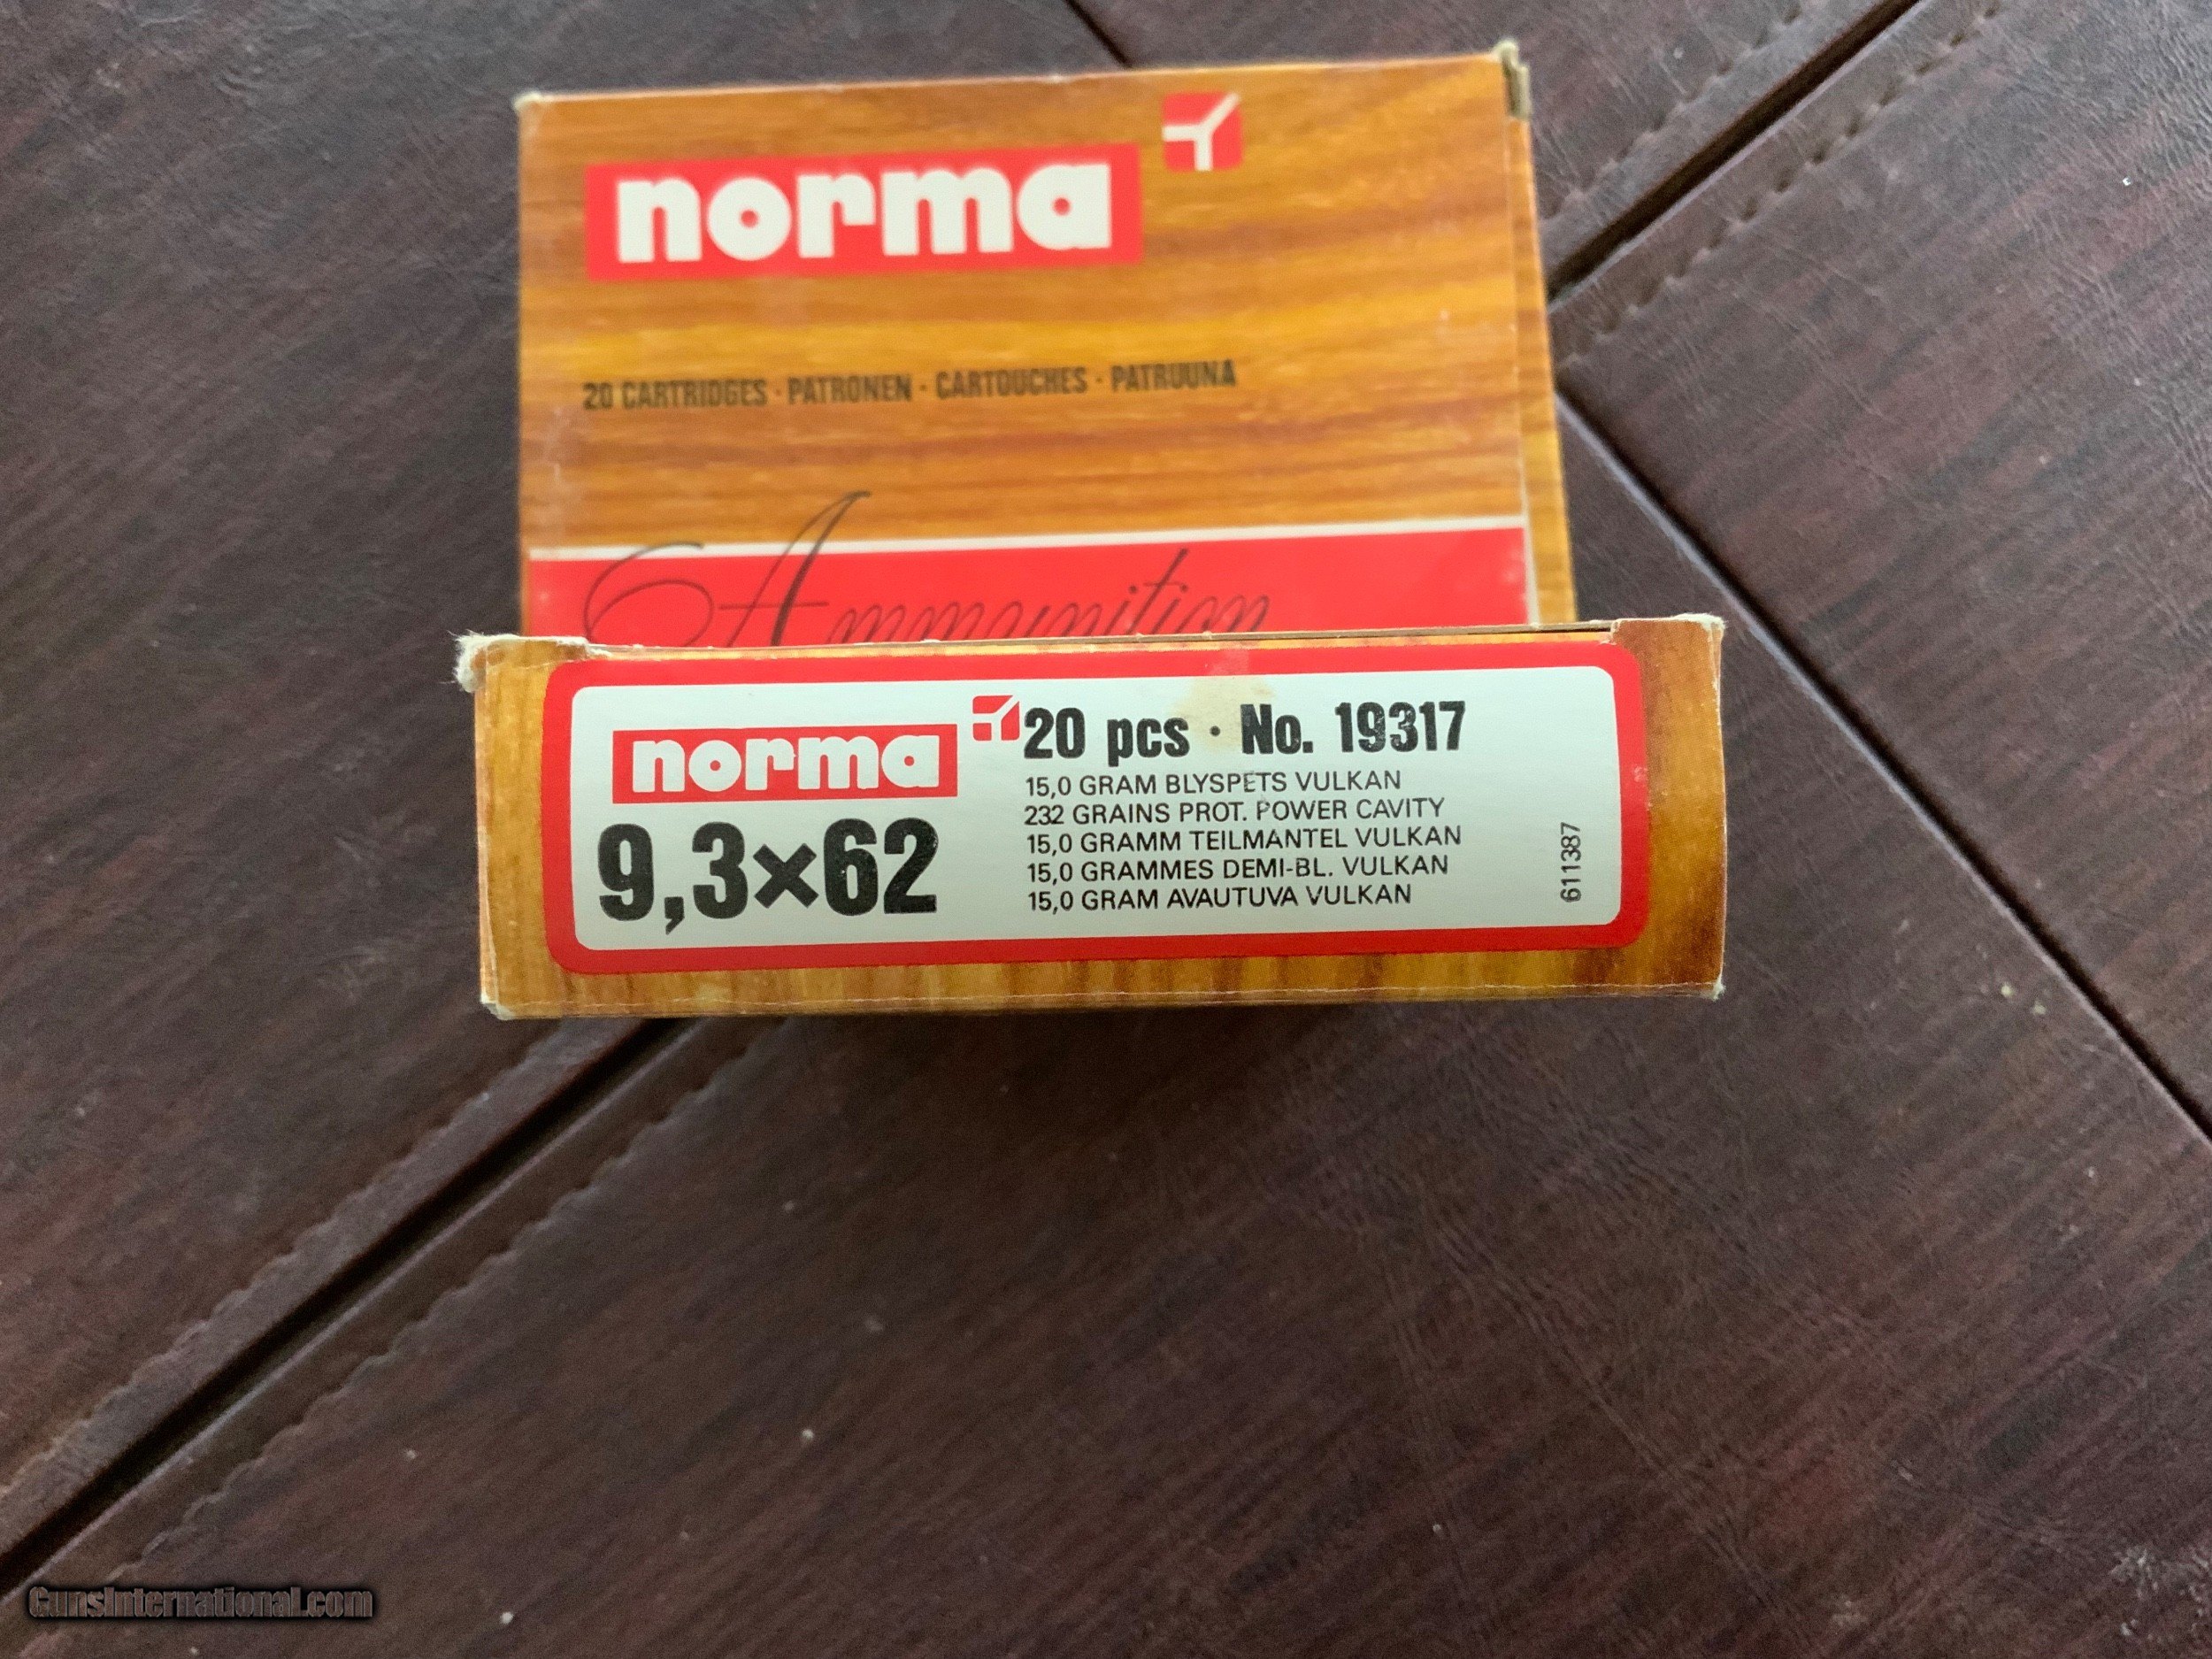 norma
20 CARTRIDGES · PATRONEN · CARTOUCHES · PATRUUNA
Ammunition
norma
20 pcs · No. 19317
9,3×62
15,0 GRAM BLYSPETS VULKAN
232 GRAINS PROT. POWER CAVITY
15,0 GRAMM TEILMANTEL VULKAN
15,0 GRAMMES DEMI-BL. VULKAN
15,0 GRAM AVAUTUVA VULKAN
611387
GunsInternational.com